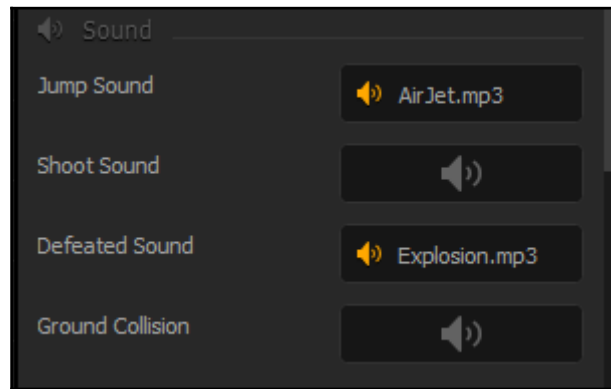 Sound
Jump Sound
AirJet.mp3
Shoot Sound
Defeated Sound
Explosion.mp3
Ground Collision